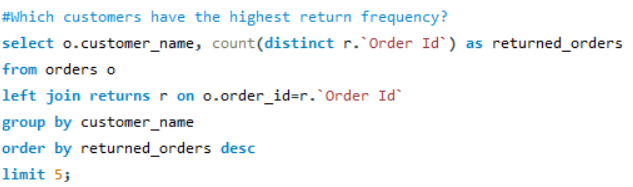 #Which customers have the highest return frequency?
select o.customer_name, count(distinct r.`Order Id`) as returned_orders
from orders o
left join returns r on o.order_id=r.`Order Id`
group by customer_name
order by returned_orders desc
limit 5;